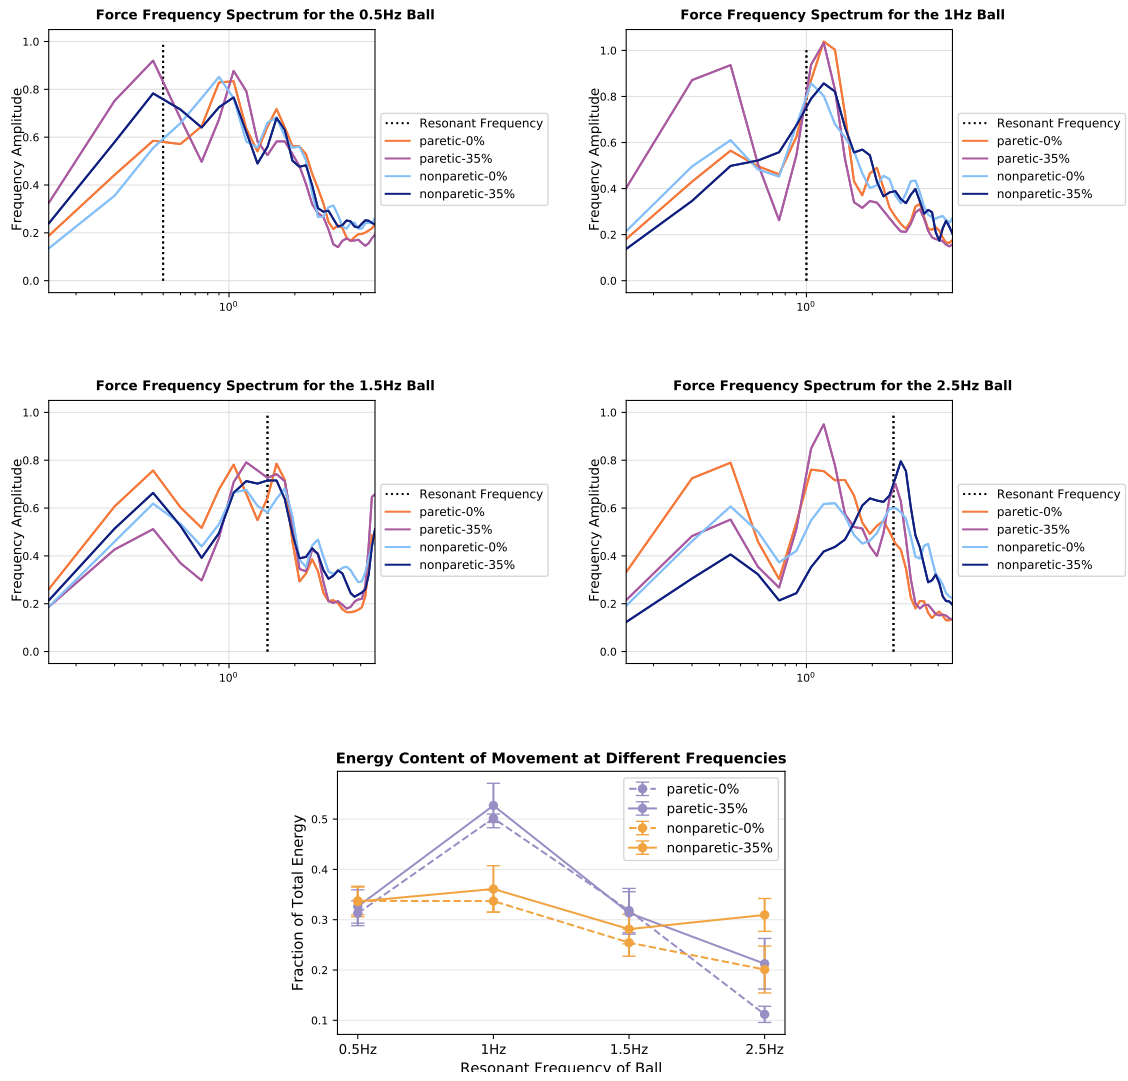 Force Frequency Spectrum for the 0.5Hz Ball
Frequency Amplitude
1.0
0.8
0.6
0.4
0.2
0.0
10⁰
Resonant Frequency
paretic-0%
paretic-35%
nonparetic-0%
nonparetic-35%
Force Frequency Spectrum for the 1Hz Ball
Frequency Amplitude
1.0
0.8
0.6
0.4
0.2
0.0
10⁰
Resonant Frequency
paretic-0%
paretic-35%
nonparetic-0%
nonparetic-35%
Force Frequency Spectrum for the 1.5Hz Ball
Frequency Amplitude
1.0
0.8
0.6
0.4
0.2
0.0
10⁰
Resonant Frequency
paretic-0%
paretic-35%
nonparetic-0%
nonparetic-35%
Force Frequency Spectrum for the 2.5Hz Ball
Frequency Amplitude
1.0
0.8
0.6
0.4
0.2
0.0
10⁰
Resonant Frequency
paretic-0%
paretic-35%
nonparetic-0%
nonparetic-35%
Energy Content of Movement at Different Frequencies
Fraction of Total Energy
0.5
0.4
0.3
0.2
0.1
paretic-0%
paretic-35%
nonparetic-0%
nonparetic-35%
0.5Hz
1Hz
1.5Hz
2.5Hz
Resonant Frequency of Ball